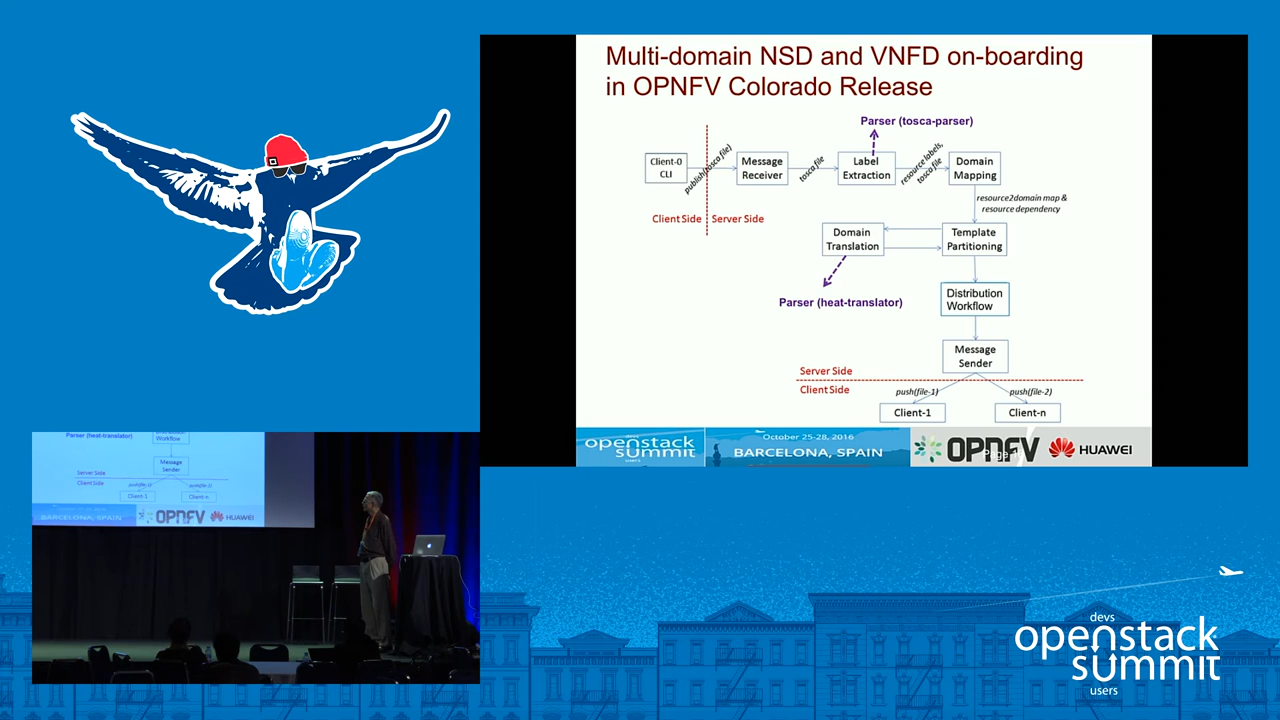 Multi-domain NSD and VNFD on-boarding
in OPNFV Colorado Release
Parser (tosca-parser)
Client-0
CLI
publish(tosca file)
Message
Receiver
tosca file
Label
Extraction
resource labels,
tosca file
Domain
Mapping
Client Side
Server Side
resource2domain map &
resource dependency
Domain
Translation
Template
Partitioning
Parser (heat-translator)
Distribution
Workflow
Message
Sender
Server Side
Client Side
push(file-1)
push(file-2)
Client-1
Client-n
openstack
summit
users
October 25-28, 2016
BARCELONA, SPAIN
OPNFV
HUAWEI
Parser (heat-translator)
Workflow
Message
Sender
Server Side
Client Side
push(file-1)
push(file-2)
Client-1
Client-n
BARCELONA, SPAIN
OPNFV
HUAWEI
devs
openstack
summit
users